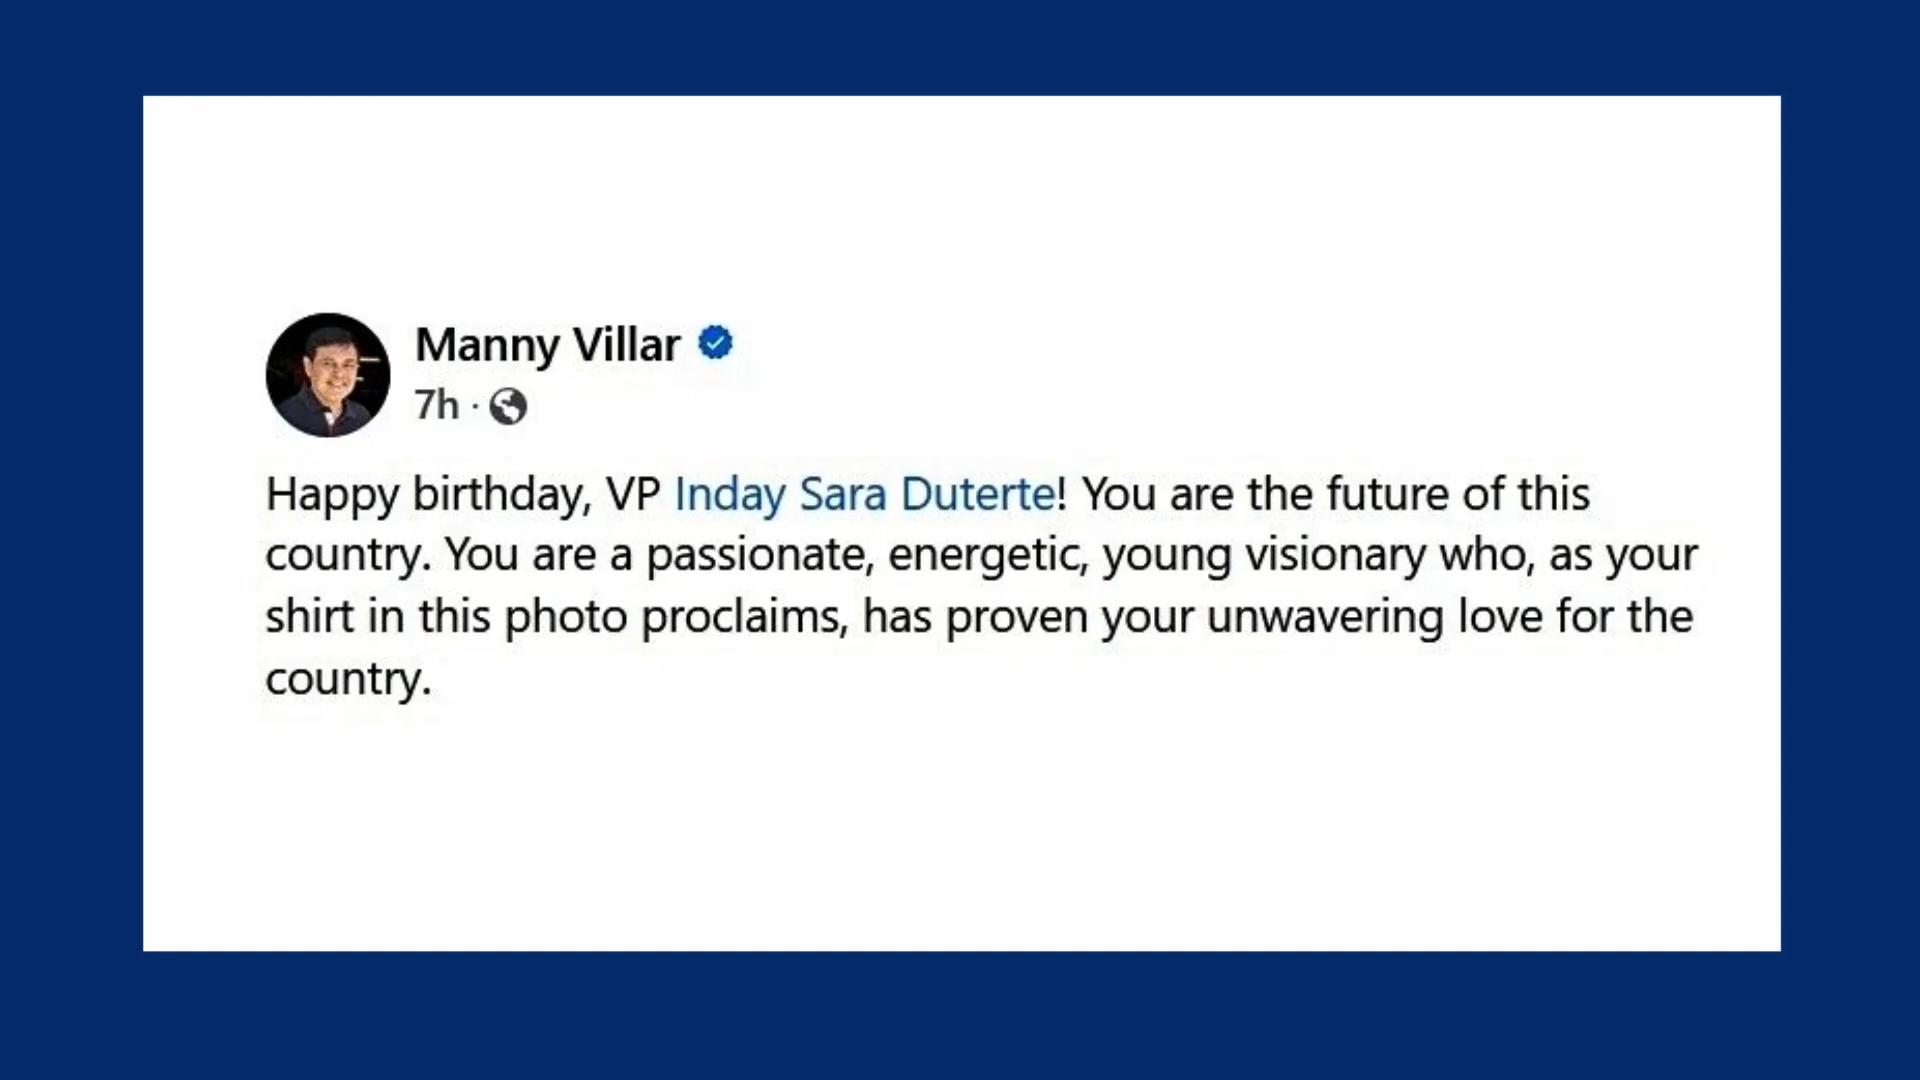 Manny Villar
7h ·
Happy birthday, VP Inday Sara Duterte! You are the future of this
country. You are a passionate, energetic, young visionary who, as your
shirt in this photo proclaims, has proven your unwavering love for the
country.